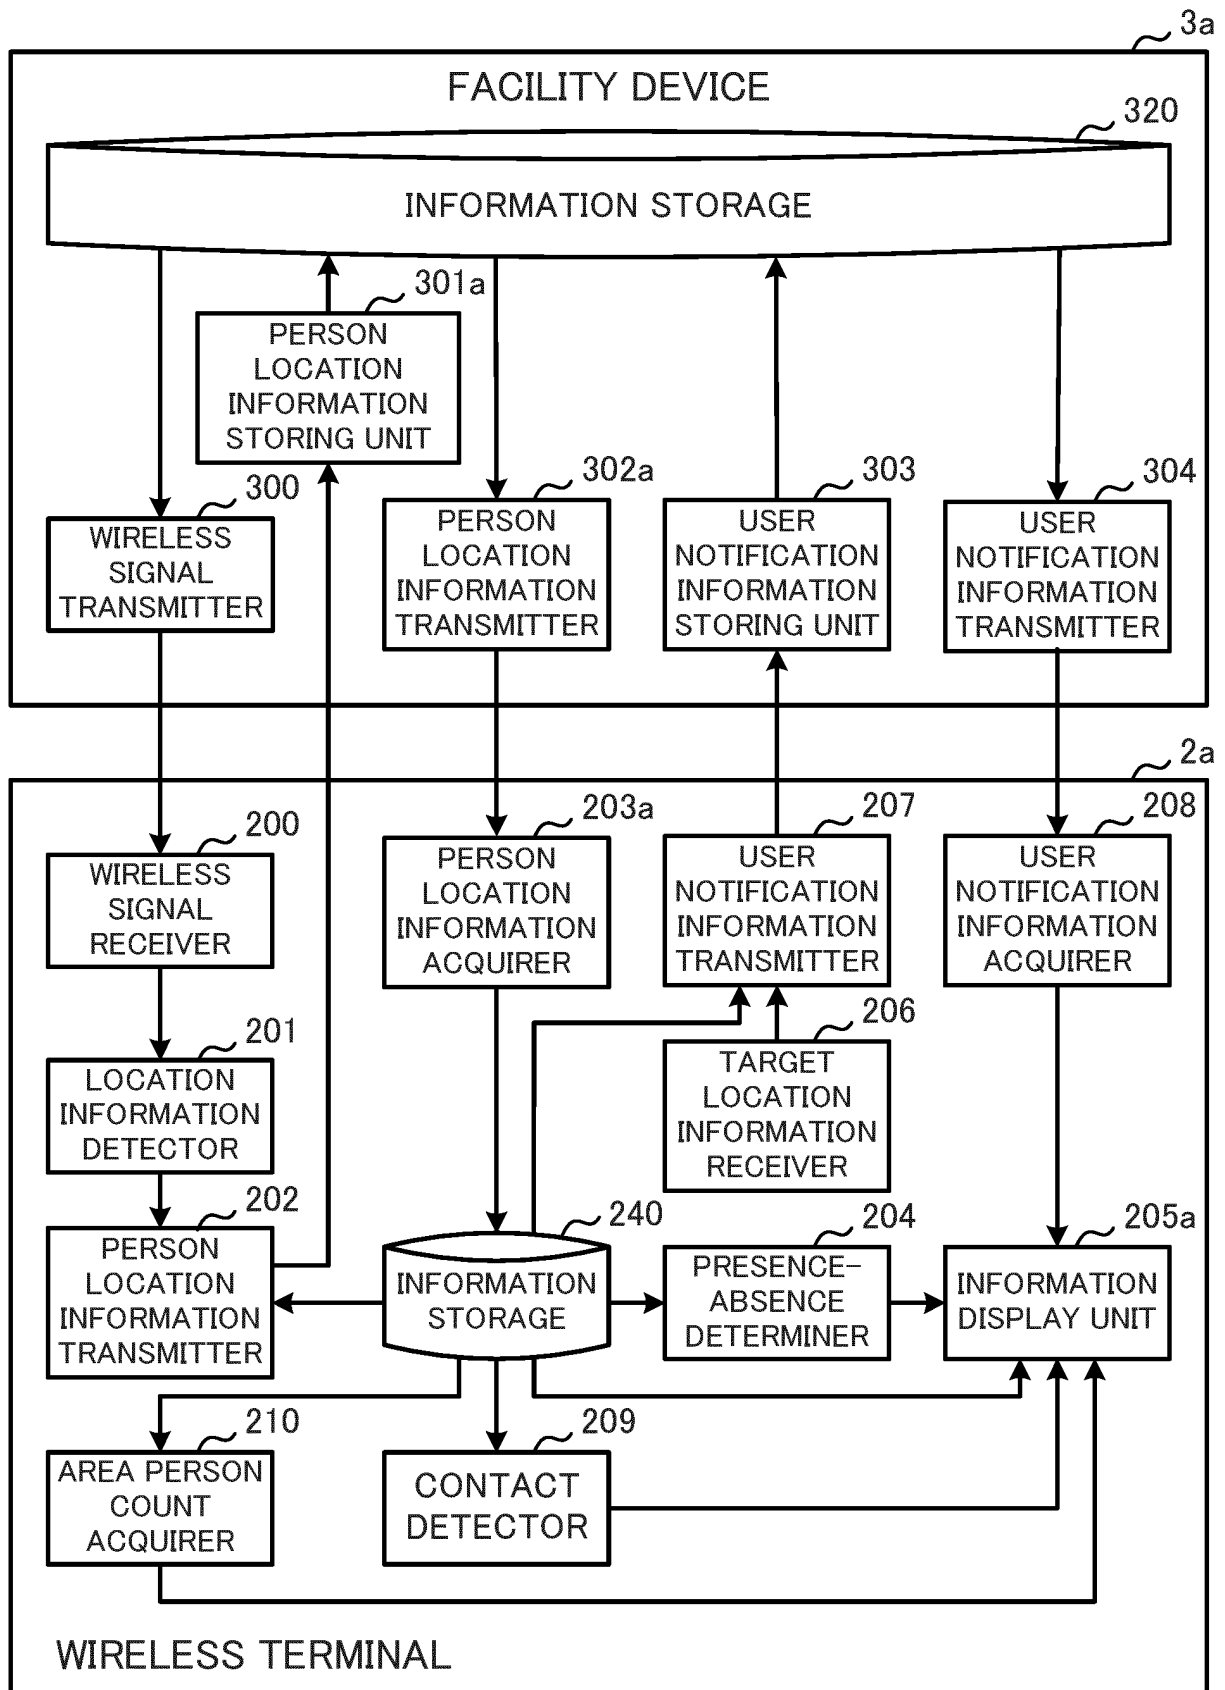 3a
FACILITY DEVICE
320
INFORMATION STORAGE
301a
PERSON
LOCATION
INFORMATION
STORING UNIT
300
WIRELESS
SIGNAL
TRANSMITTER
302a
PERSON
LOCATION
INFORMATION
TRANSMITTER
303
USER
NOTIFICATION
INFORMATION
STORING UNIT
304
USER
NOTIFICATION
INFORMATION
TRANSMITTER
2a
200
WIRELESS
SIGNAL
RECEIVER
203a
PERSON
LOCATION
INFORMATION
ACQUIRER
207
USER
NOTIFICATION
INFORMATION
TRANSMITTER
208
USER
NOTIFICATION
INFORMATION
ACQUIRER
201
LOCATION
INFORMATION
DETECTOR
206
TARGET
LOCATION
INFORMATION
RECEIVER
202
PERSON
LOCATION
INFORMATION
TRANSMITTER
240
INFORMATION
STORAGE
204
PRESENCE-
ABSENCE
DETERMINER
205a
INFORMATION
DISPLAY UNIT
210
AREA PERSON
COUNT
ACQUIRER
209
CONTACT
DETECTOR
WIRELESS TERMINAL